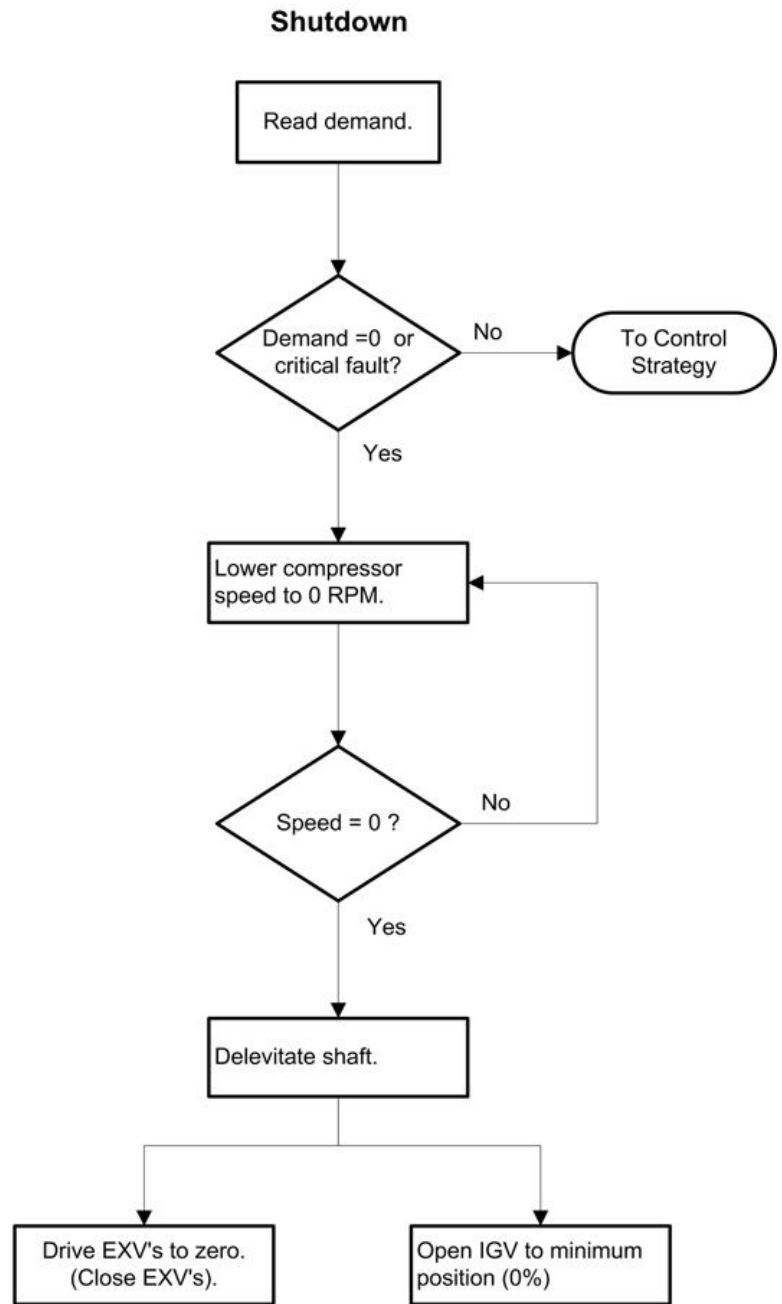 Shutdown
Read demand.
Demand =0 or
critical fault?
No
To Control
Strategy
Yes
Lower compressor
speed to 0 RPM.
Speed = 0 ?
No
Yes
Delevitate shaft.
Drive EXV's to zero.
(Close EXV's).
Open IGV to minimum
position (0%)